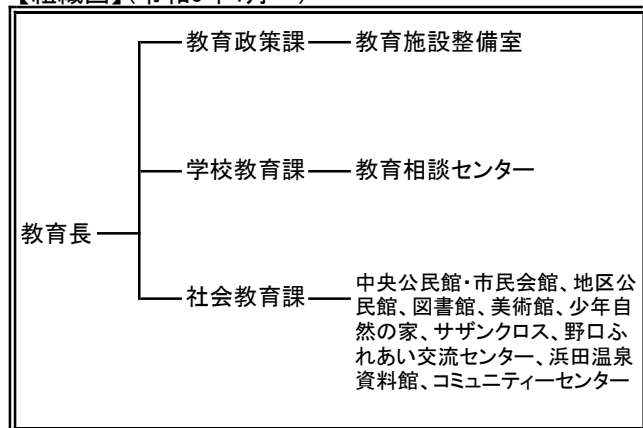 教育政策課 教育施設整備室
学校教育課 教育相談センター
教育長
社会教育課
中央公民館・市民会館、地区公
民館、図書館、美術館、少年自
然の家、サザンクロス、野口ふ
れあい交流センター、浜田温泉
資料館、コミュニティーセンター